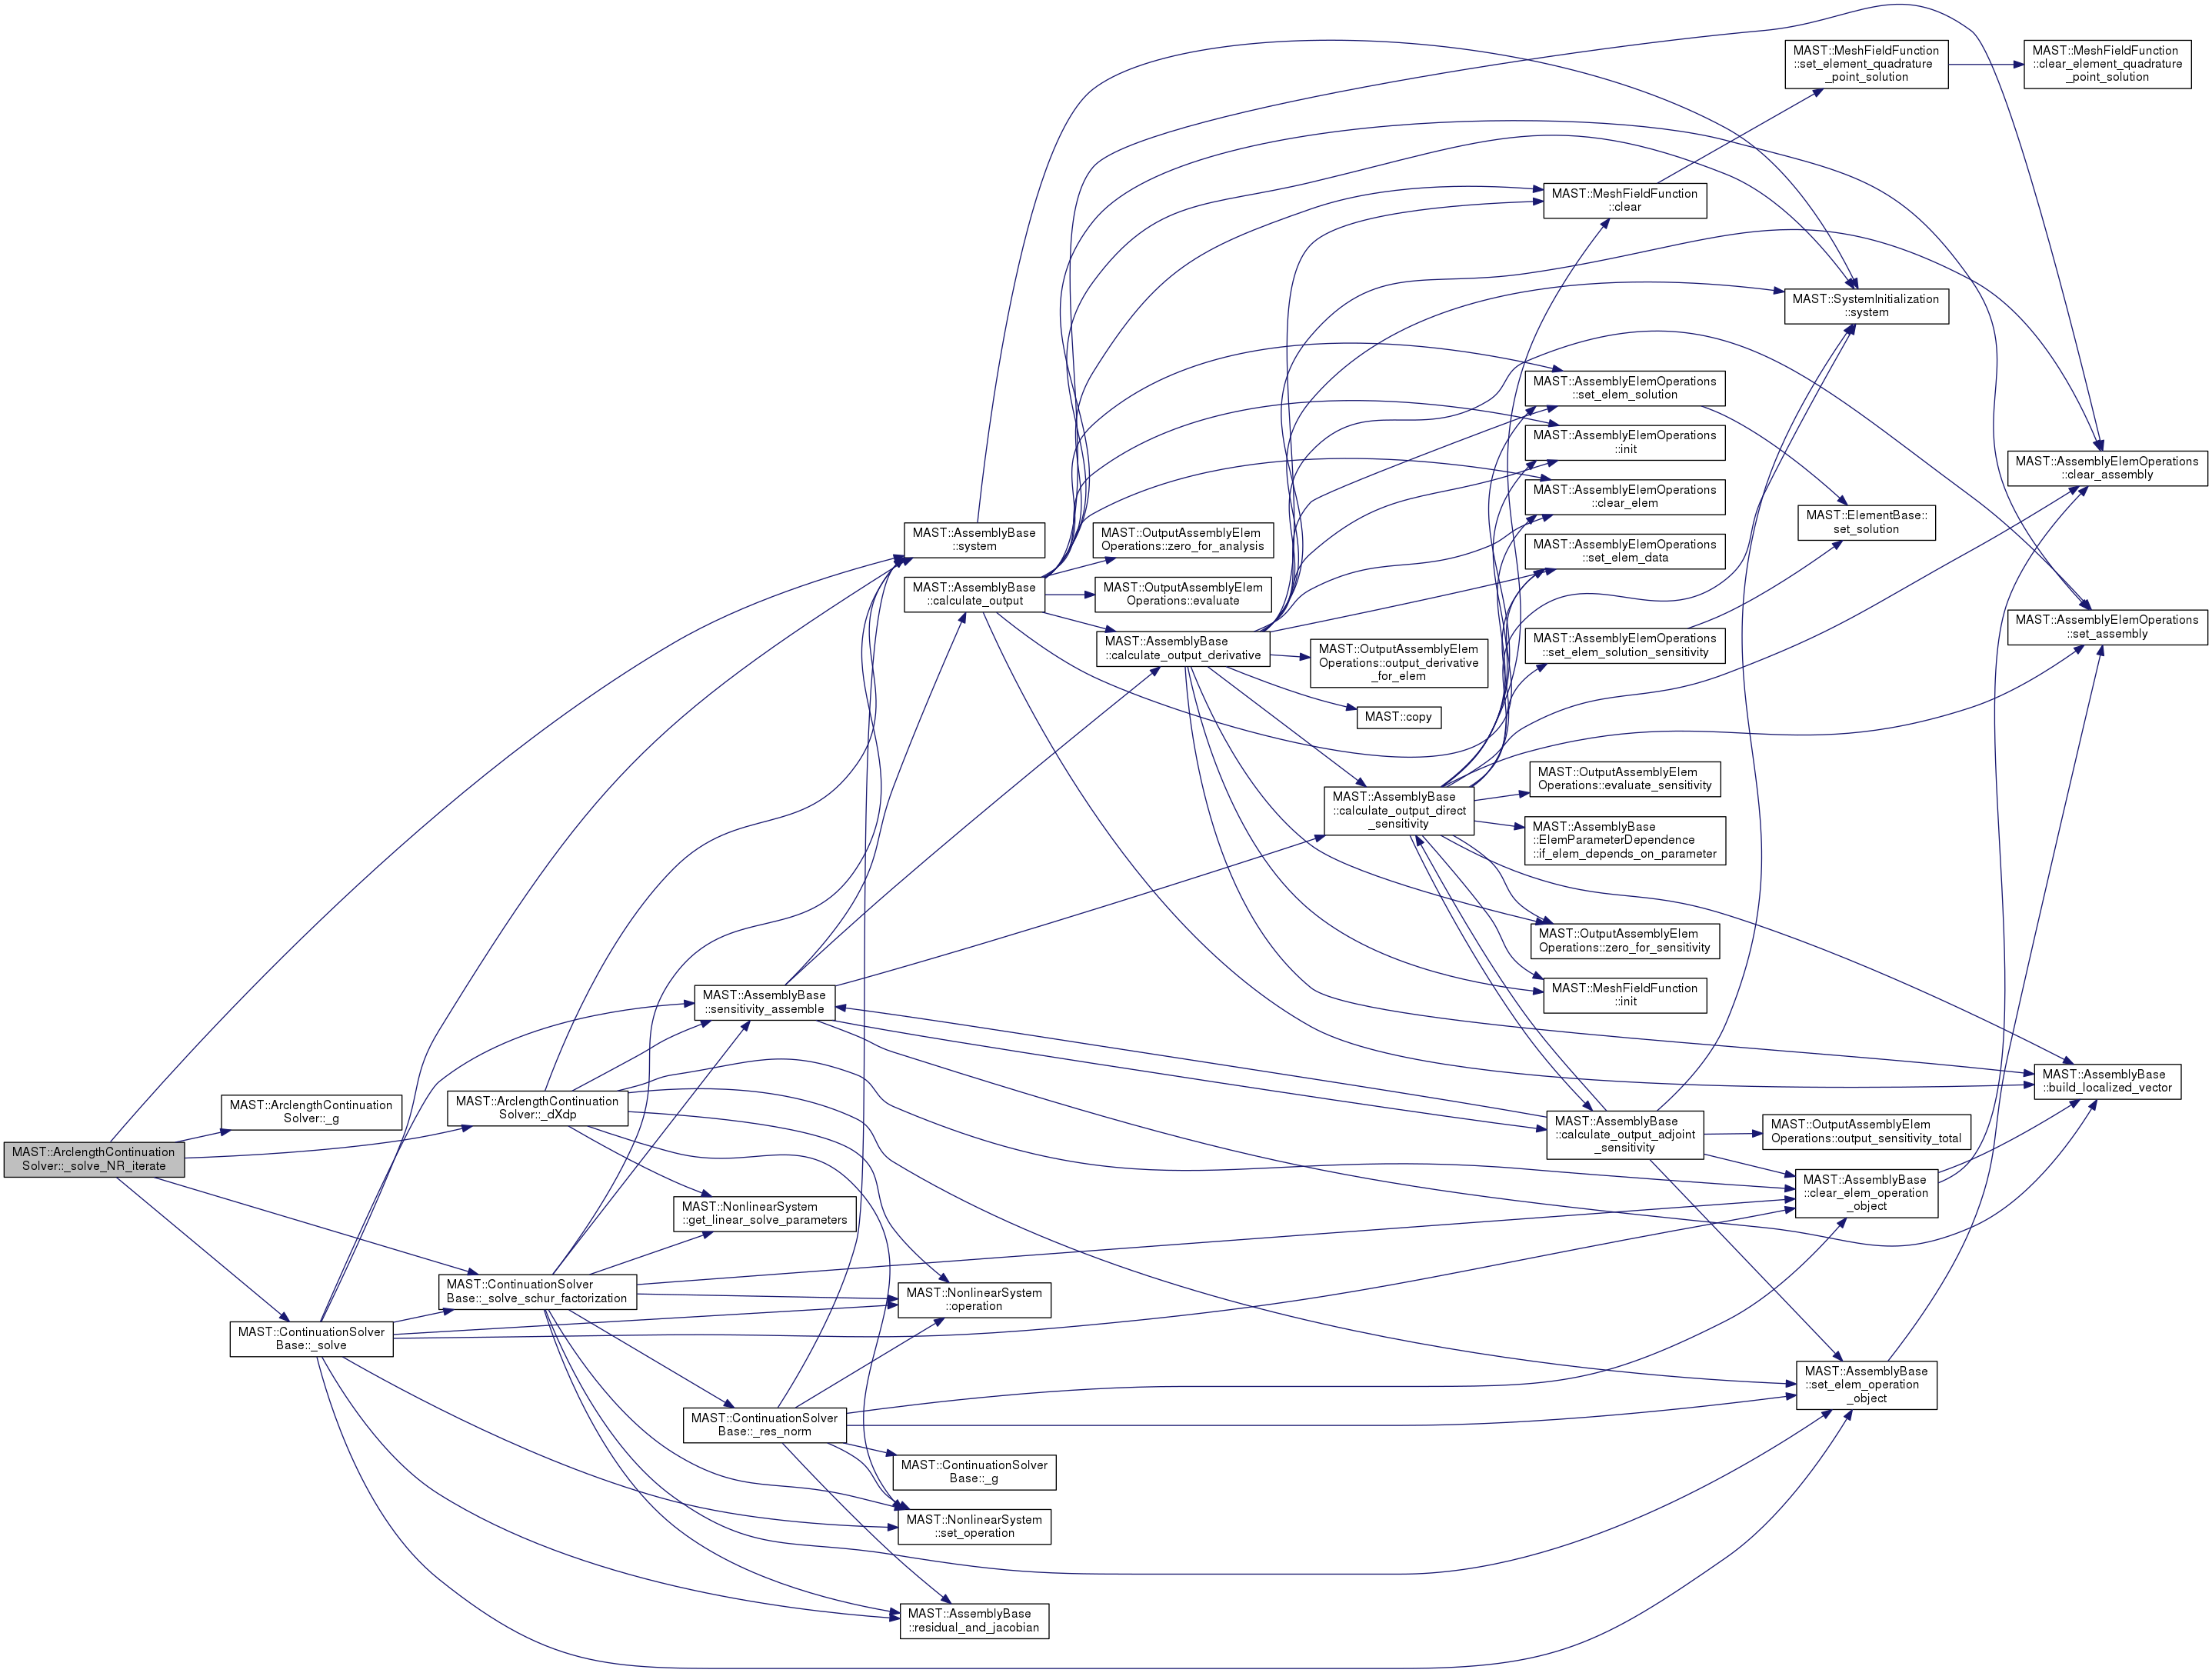 MAST::ArclengthContinuation
Solver::_solve_NR_iterate
MAST::ArclengthContinuation
Solver::_g
MAST::ContinuationSolver
Base::_solve
MAST::ArclengthContinuation
Solver::_dXdp
MAST::ContinuationSolver
Base::_solve_schur_factorization
MAST::AssemblyBase
::sensitivity_assemble
MAST::NonlinearSystem
::get_linear_solve_parameters
MAST::ContinuationSolver
Base::_res_norm
MAST::AssemblyBase
::system
MAST::AssemblyBase
::calculate_output
MAST::NonlinearSystem
::operation
MAST::ContinuationSolver
Base::_g
MAST::NonlinearSystem
::set_operation
MAST::AssemblyBase
::residual_and_jacobian
MAST::OutputAssemblyElem
Operations::zero_for_analysis
MAST::OutputAssemblyElem
Operations::evaluate
MAST::AssemblyBase
::calculate_output_derivative
MAST::OutputAssemblyElem
Operations::output_derivative
_for_elem
MAST::copy
MAST::AssemblyBase
::calculate_output_direct
_sensitivity
MAST::MeshFieldFunction
::clear
MAST::AssemblyElemOperations
::set_elem_solution
MAST::AssemblyElemOperations
::init
MAST::AssemblyElemOperations
::clear_elem
MAST::AssemblyElemOperations
::set_elem_data
MAST::AssemblyElemOperations
::set_elem_solution_sensitivity
MAST::OutputAssemblyElem
Operations::evaluate_sensitivity
MAST::AssemblyBase
::ElemParameterDependence
::if_elem_depends_on_parameter
MAST::OutputAssemblyElem
Operations::zero_for_sensitivity
MAST::MeshFieldFunction
::init
MAST::AssemblyBase
::calculate_output_adjoint
_sensitivity
MAST::MeshFieldFunction
::set_element_quadrature
_point_solution
MAST::SystemInitialization
::system
MAST::ElementBase::
set_solution
MAST::OutputAssemblyElem
Operations::output_sensitivity_total
MAST::AssemblyBase
::clear_elem_operation
_object
MAST::AssemblyBase
::set_elem_operation
_object
MAST::MeshFieldFunction
::clear_element_quadrature
_point_solution
MAST::AssemblyElemOperations
::clear_assembly
MAST::AssemblyElemOperations
::set_assembly
MAST::AssemblyBase
::build_localized_vector